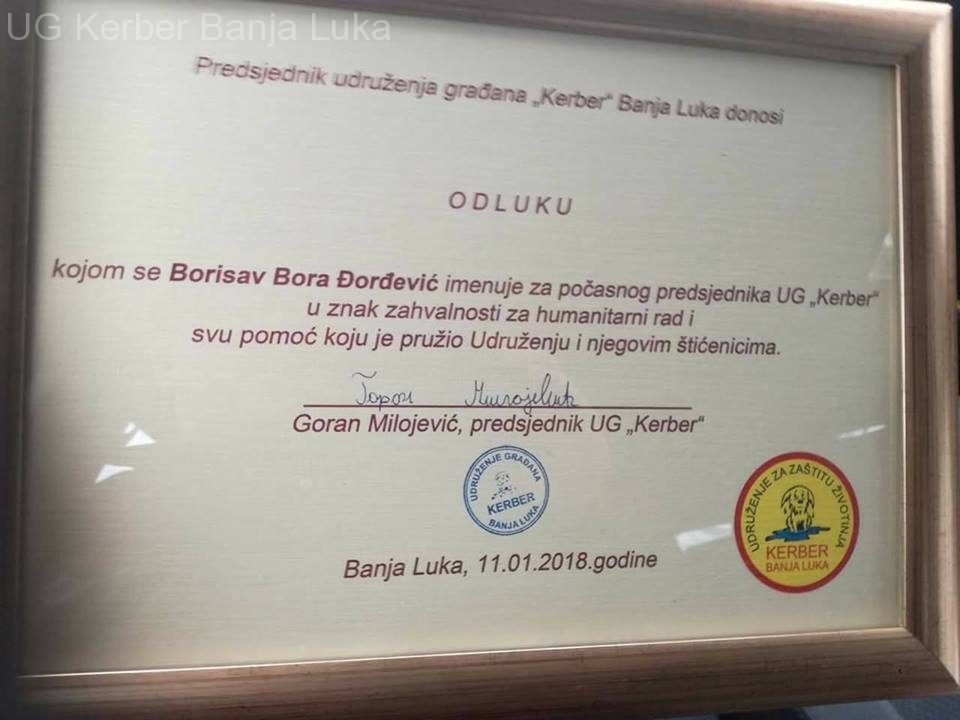 UG Kerber Banja Luka
Predsjednik udruženja građana „Kerber“ Banja Luka donosi
ODLUKU
kojom se Borisav Bora Đorđević imenuje za počasnog predsjednika UG „Kerber“
u znak zahvalnosti za humanitarni rad i
svu pomoć koju je pružio Udruženju i njegovim štićenicima.
Горан Милојевић
Goran Milojević, predsjednik UG „Kerber“
UDRUŽENJE GRAĐANA
KERBER
BANJA LUKA
UDRUŽENJE ZA ZAŠTITU ŽIVOTINJA
KERBER
BANJA LUKA
Banja Luka, 11.01.2018.godine